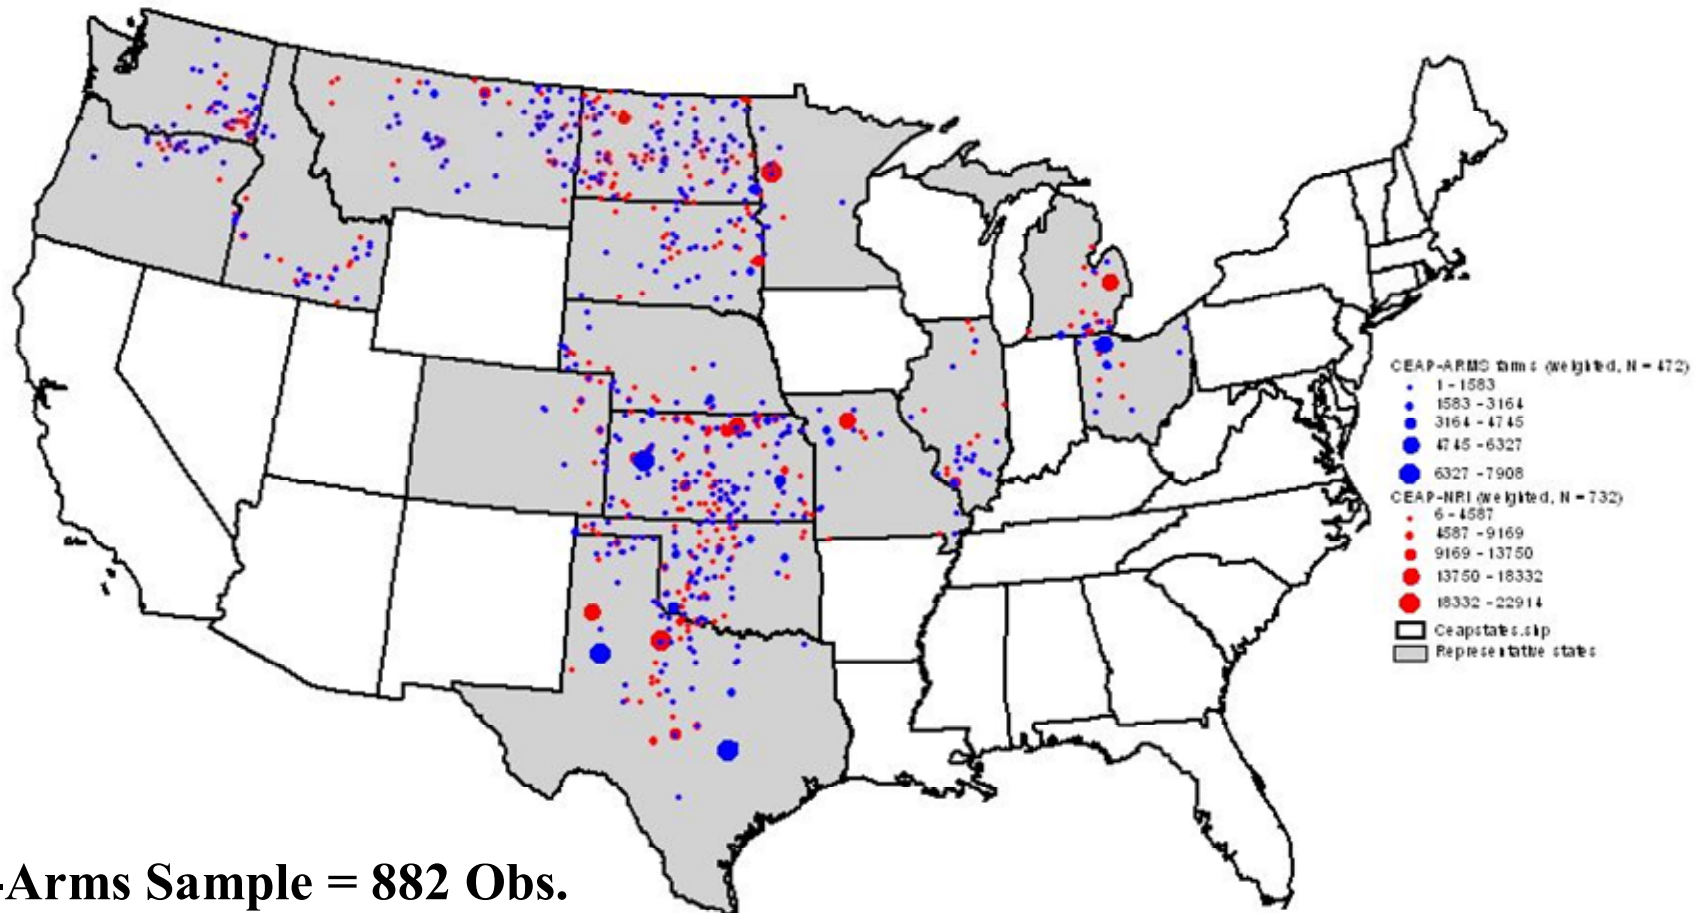 CEAP-ARMS farms (weighted, N = 472)
1 - 1583
1583 - 3164
3164 - 4745
4745 - 6327
6327 - 7908
CEAP-NRI (weighted, N = 732)
6 - 4587
4587 - 9169
9169 - 13750
13750 - 18332
18332 - 22914
Ceapstates.shp
Representative states
-Arms Sample = 882 Obs.